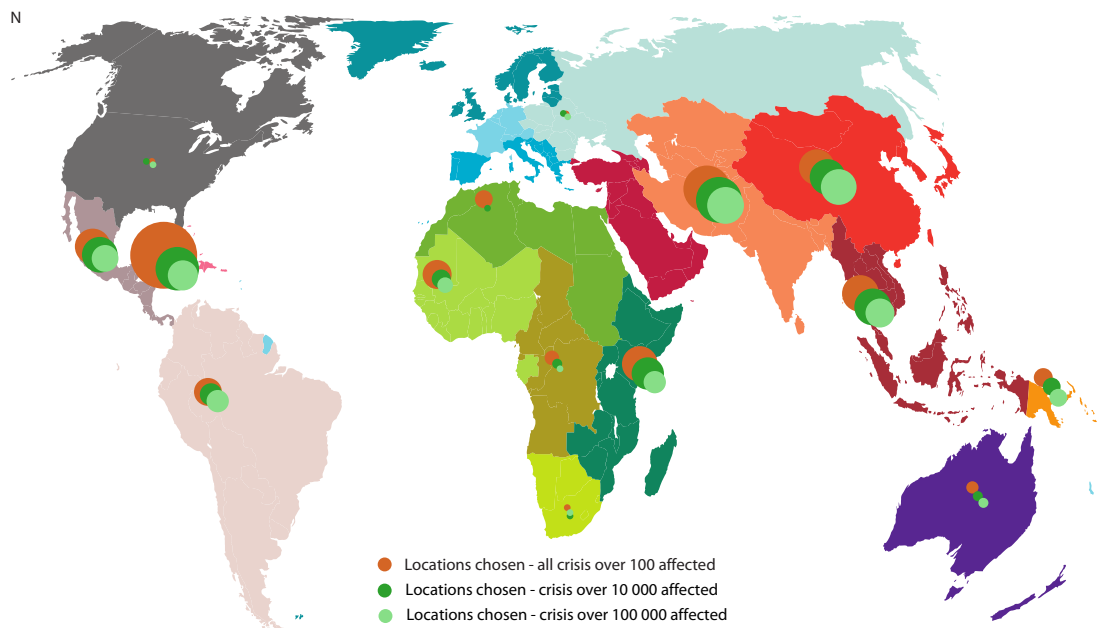 N
Locations chosen - all crisis over 100 affected
Locations chosen - crisis over 10 000 affected
Locations chosen - crisis over 100 000 affected